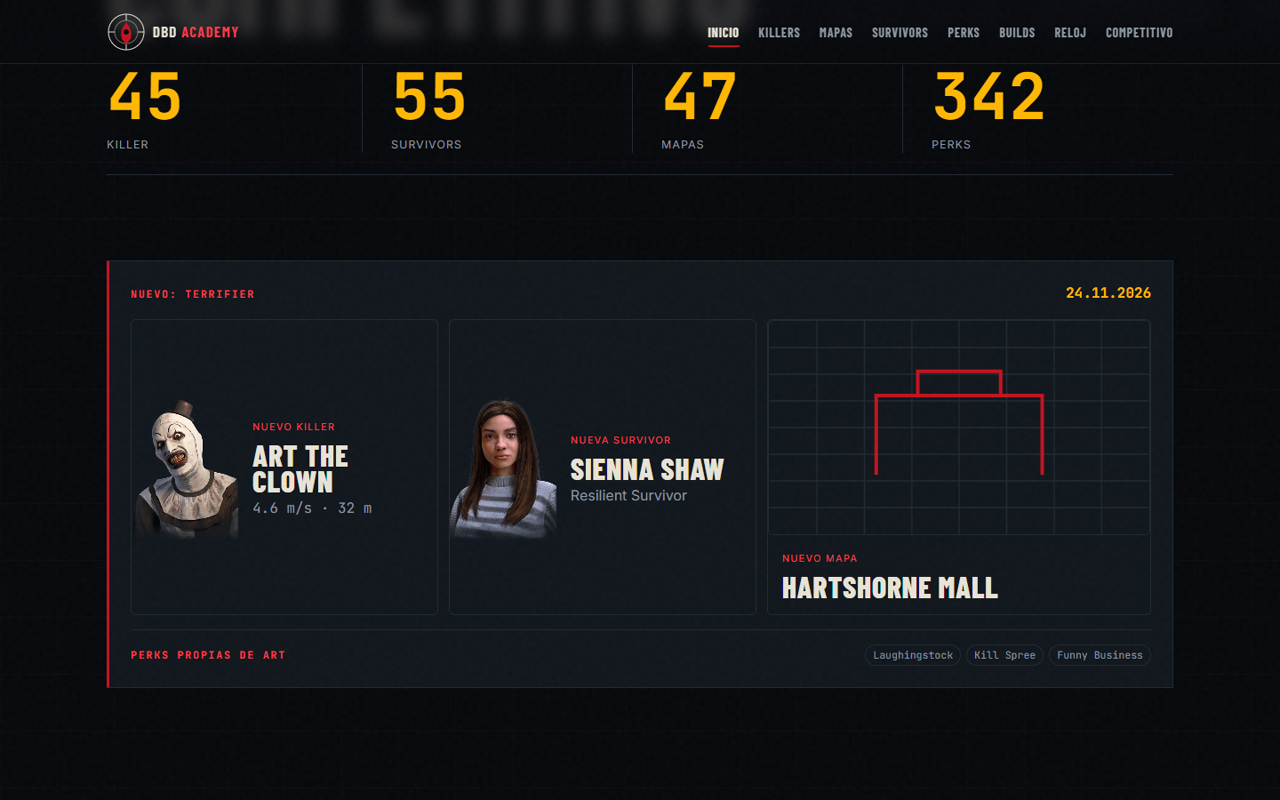 DBD ACADEMY
INICIO KILLERS MAPAS SURVIVORS PERKS BUILDS RELOJ COMPETITIVO
45 55 47 342
KILLER SURVIVORS MAPAS PERKS
NUEVO: TERRIFIER
24.11.2026
NUEVO KILLER
ART THE
CLOWN
4.6 m/s · 32 m
NUEVA SURVIVOR
SIENNA SHAW
Resilient Survivor
NUEVO MAPA
HARTSHORNE MALL
PERKS PROPIAS DE ART
Laughingstock Kill Spree Funny Business